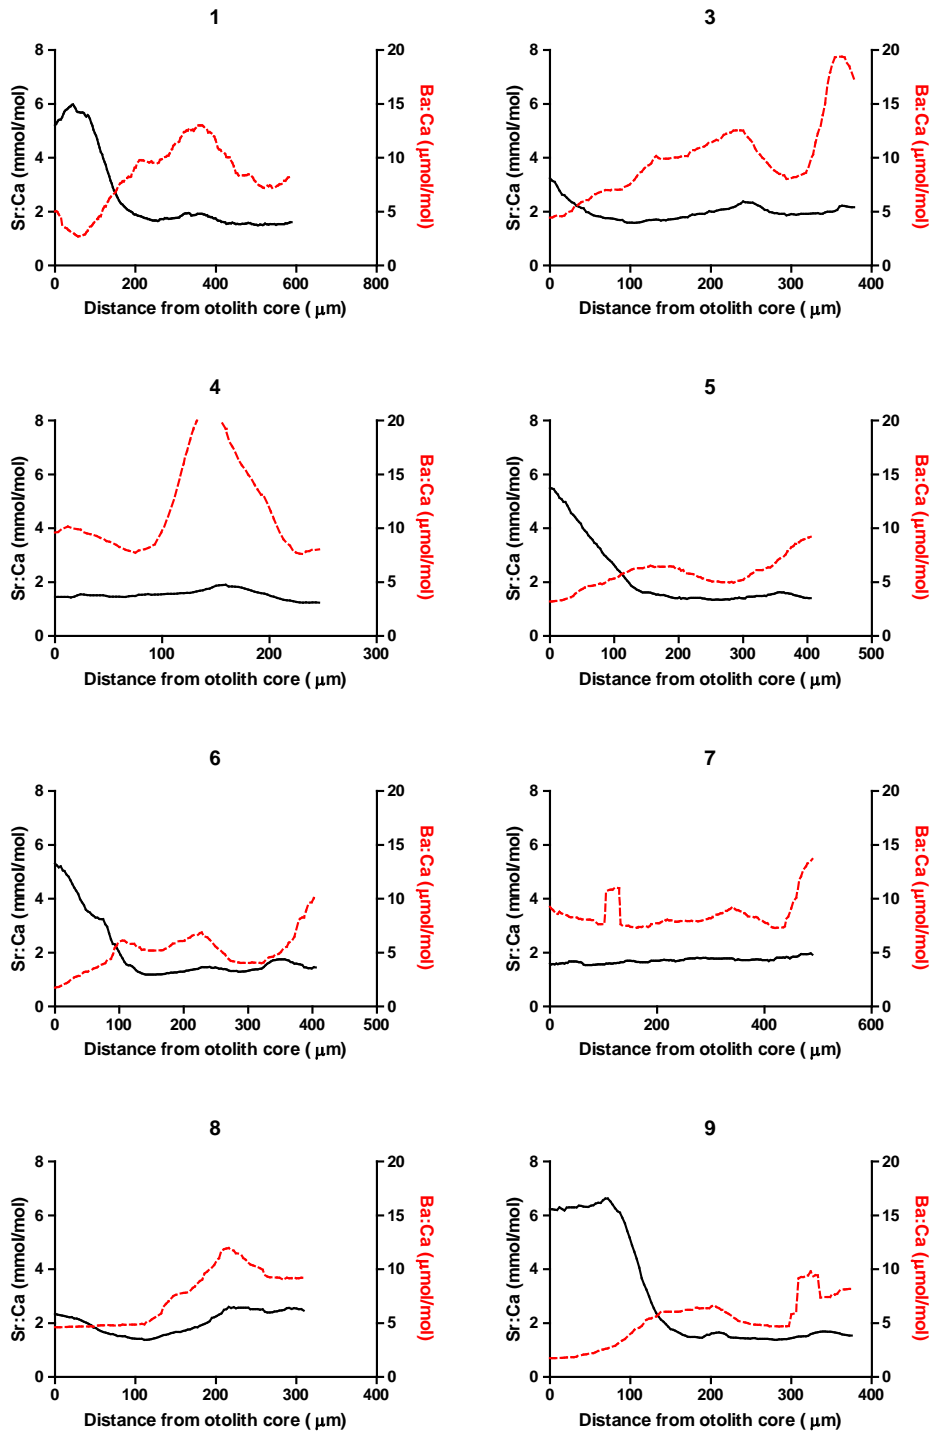 1
8
6
4
2
0
20
15
10
5
0
Sr:Ca (mmol/mol)
Ba:Ca (μmol/mol)
0 200 400 600 800
Distance from otolith core ( μm)
3
8
6
4
2
0
20
15
10
5
0
Sr:Ca (mmol/mol)
Ba:Ca (μmol/mol)
0 100 200 300 400
Distance from otolith core ( μm)
4
8
6
4
2
0
20
15
10
5
0
Sr:Ca (mmol/mol)
Ba:Ca (μmol/mol)
0 100 200 300
Distance from otolith core ( μm)
5
8
6
4
2
0
20
15
10
5
0
Sr:Ca (mmol/mol)
Ba:Ca (μmol/mol)
0 100 200 300 400 500
Distance from otolith core ( μm)
6
8
6
4
2
0
20
15
10
5
0
Sr:Ca (mmol/mol)
Ba:Ca (μmol/mol)
0 100 200 300 400 500
Distance from otolith core ( μm)
7
8
6
4
2
0
20
15
10
5
0
Sr:Ca (mmol/mol)
Ba:Ca (μmol/mol)
0 200 400 600
Distance from otolith core ( μm)
8
8
6
4
2
0
20
15
10
5
0
Sr:Ca (mmol/mol)
Ba:Ca (μmol/mol)
0 100 200 300 400
Distance from otolith core ( μm)
9
8
6
4
2
0
20
15
10
5
0
Sr:Ca (mmol/mol)
Ba:Ca (μmol/mol)
0 100 200 300 400
Distance from otolith core ( μm)